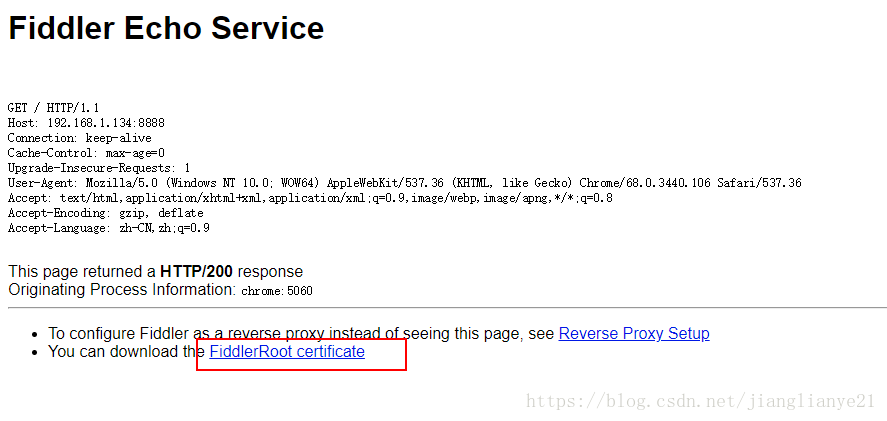 Fiddler Echo Service
GET / HTTP/1.1
Host: 192.168.1.134:8888
Connection: keep-alive
Cache-Control: max-age=0
Upgrade-Insecure-Requests: 1
User-Agent: Mozilla/5.0 (Windows NT 10.0; WOW64) AppleWebKit/537.36 (KHTML, like Gecko) Chrome/68.0.3440.106 Safari/537.36
Accept: text/html,application/xhtml+xml,application/xml;q=0.9,image/webp,image/apng,*/*;q=0.8
Accept-Encoding: gzip, deflate
Accept-Language: zh-CN,zh;q=0.9
This page returned a HTTP/200 response
Originating Process Information: chrome:5060
• To configure Fiddler as a reverse proxy instead of seeing this page, see Reverse Proxy Setup
• You can download the FiddlerRoot certificate
https://blog.csdn.net/jianglianye21